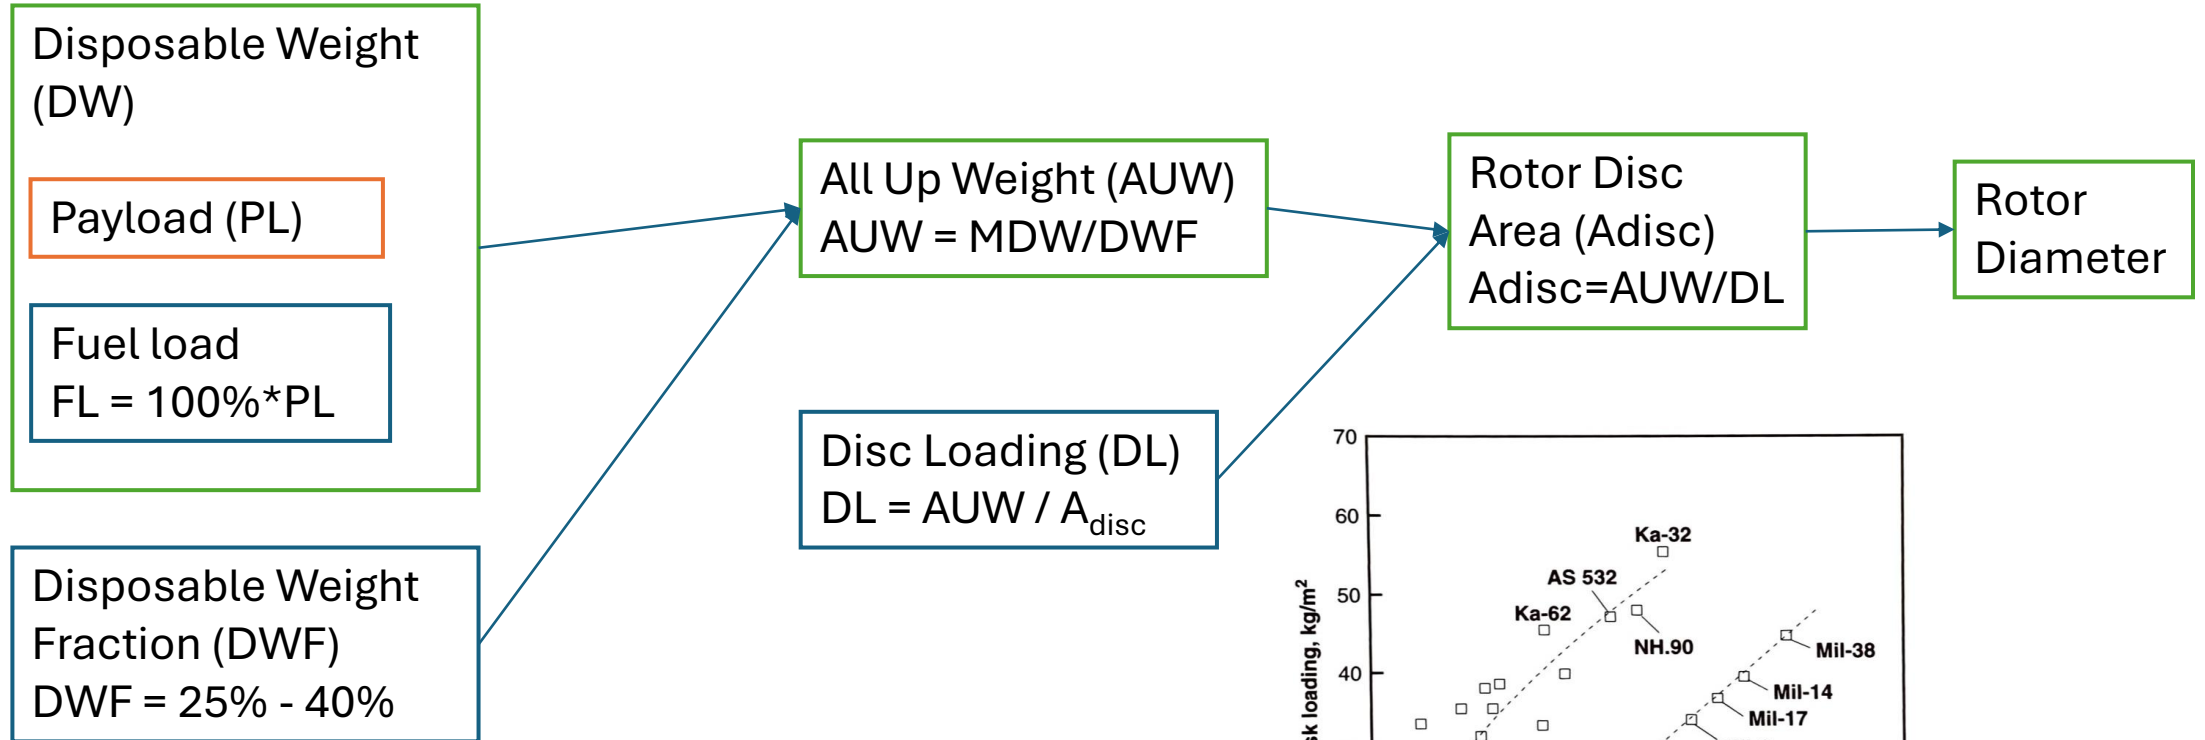 Disposable Weight
(DW)
Payload (PL)
Fuel load
FL = 100%*PL
Disposable Weight
Fraction (DWF)
DWF = 25% - 40%
All Up Weight (AUW)
AUW = MDW/DWF
Disc Loading (DL)
DL = AUW / Adisc
Rotor Disc
Area (Adisc)
Adisc=AUW/DL
Rotor
Diameter
70
60
50
40
loading, kg/m²
Ka-32
AS 532
Ka-62
NH.90
Mil-38
Mil-14
Mil-17